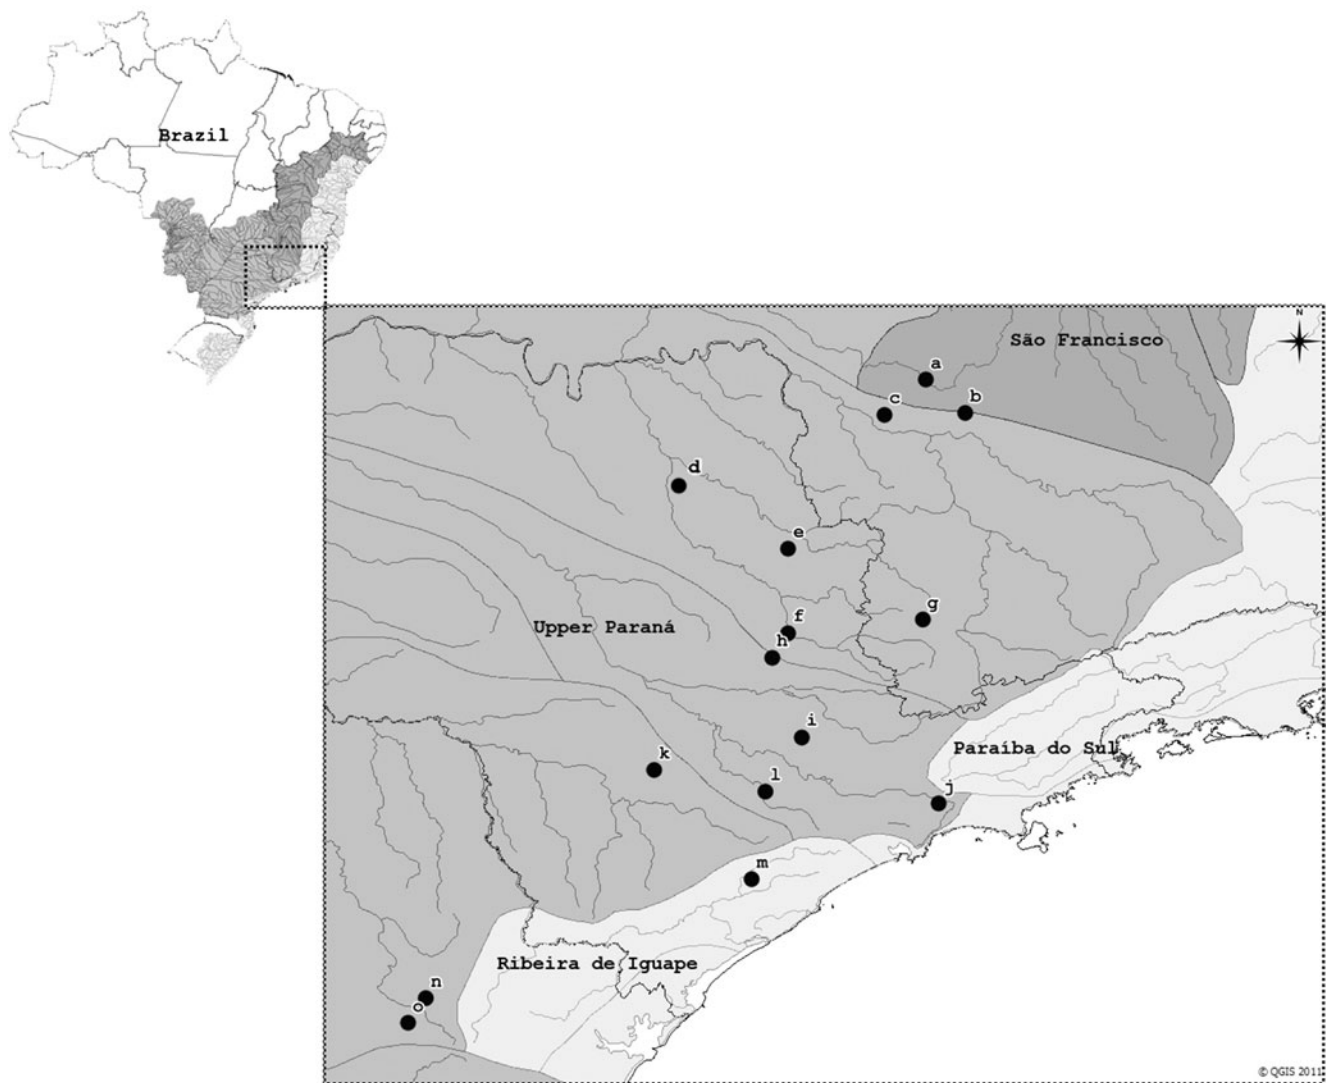 Brazil
N
São Francisco
a
c
b
d
e
g
f
Upper Paraná
h
i
Paraíba do Sul
k
l
j
m
Ribeira de Iguape
n
o
© QGIS 2011